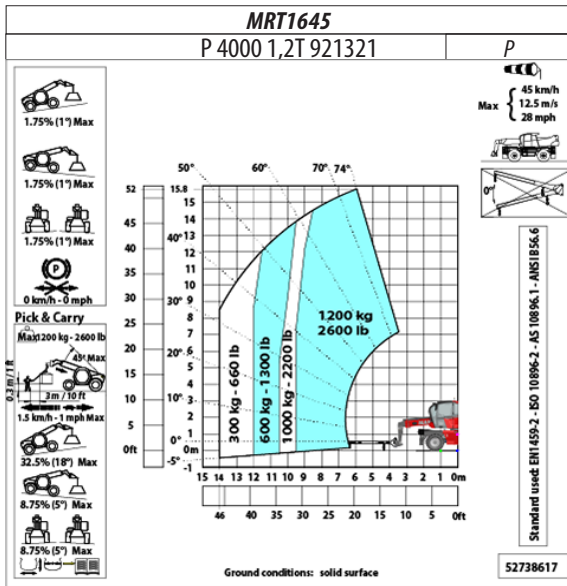 MRT1645
P 4000 1,2T 921321
P
1.75% (1°) Max
1.75% (1°) Max
1.75% (1°) Max
P
0 km/h - 0 mph
Pick & Carry
Max1200 kg - 2600 lb
45° Max
0.3 m / 1 ft
3m / 10 ft
1.5 km/h - 1 mph Max
32.5% (18°) Max
8.75% (5°) Max
8.75% (5°) Max
Max
45 km/h
12.5 m/s
28 mph
0°
50°
60°
70°
74°
40°
30°
20°
10°
0°
-5°
52
45
40
35
30
25
20
15
10
5
0ft
15.8
15
14
13
12
11
10
9
8
7
6
5
4
3
2
1
0m
-1
300 kg - 660 lb
600 kg - 1300 lb
1000 kg - 2200 lb
1200 kg
2600 lb
15 14 13 12 11 10 9 8 7 6 5 4 3 2 1 0m
46 40 35 30 25 20 15 10 5 0ft
Ground conditions: solid surface
Standard used: EN1459-2 - ISO 10896-2 - AS 10896.1 - ANSI B56.6
52738617